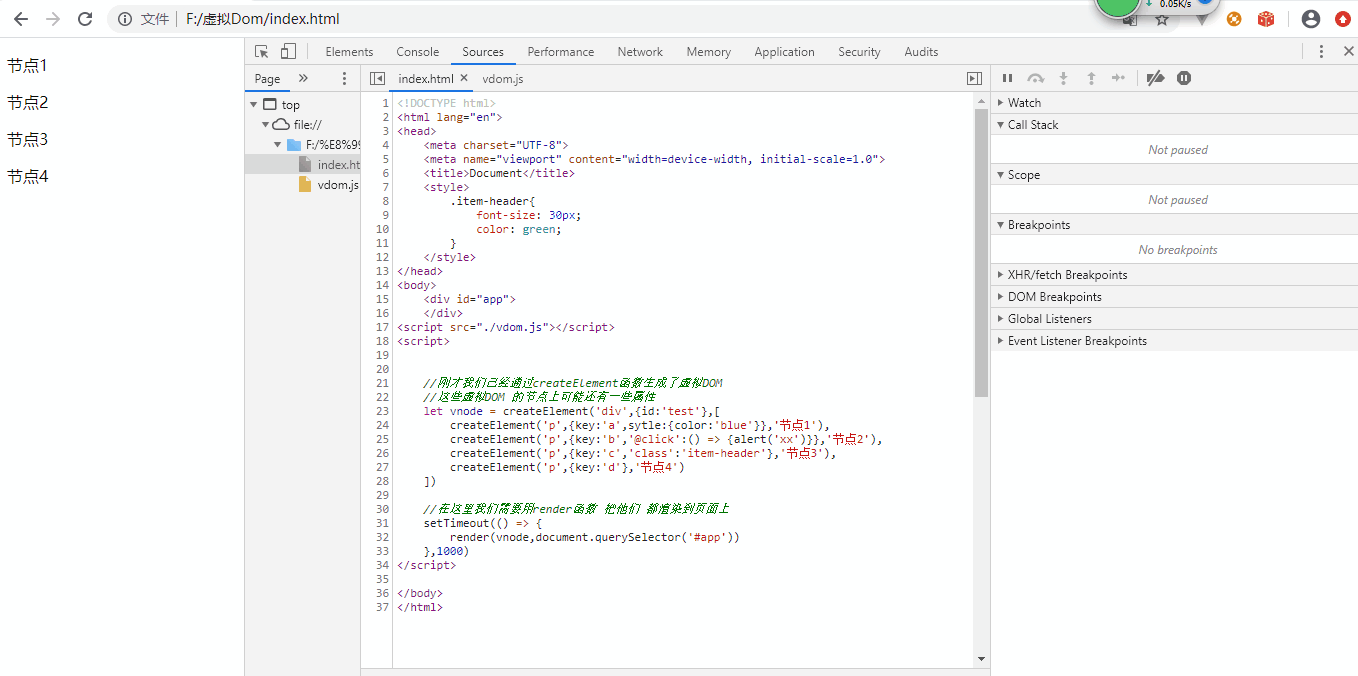 文件 F:/虚拟Dom/index.html
0.05K/s
节点1
节点2
节点3
节点4
Elements Console Sources Performance Network Memory Application Security Audits
Page
index.html
vdom.js
top
file://
F:/%E8%99
index.ht
vdom.js
1 <!DOCTYPE html>
2 <html lang="en">
3 <head>
4 <meta charset="UTF-8">
5 <meta name="viewport" content="width=device-width, initial-scale=1.0">
6 <title>Document</title>
7 <style>
8 .item-header{
9 font-size: 30px;
10 color: green;
11 }
12 </style>
13 </head>
14 <body>
15 <div id="app">
16 </div>
17 <script src="./vdom.js"></script>
18 <script>
19
20
21 //刚才我们已经通过createElement函数生成了虚拟DOM
22 //这些虚拟DOM 的节点上可能还有一些属性
23 let vnode = createElement('div',{id:'test'},[
24 createElement('p',{key:'a',sytle:{color:'blue'}},'节点1'),
25 createElement('p',{key:'b','@click':() => {alert('xx')}},'节点2'),
26 createElement('p',{key:'c','class':'item-header'},'节点3'),
27 createElement('p',{key:'d'},'节点4')
28 ])
29
30 //在这里我们需要用render函数 把他们 都渲染到页面上
31 setTimeout(() => {
32 render(vnode,document.querySelector('#app'))
33 },1000)
34 </script>
35
36 </body>
37 </html>
Watch
Call Stack
Not paused
Scope
Not paused
Breakpoints
No breakpoints
XHR/fetch Breakpoints
DOM Breakpoints
Global Listeners
Event Listener Breakpoints